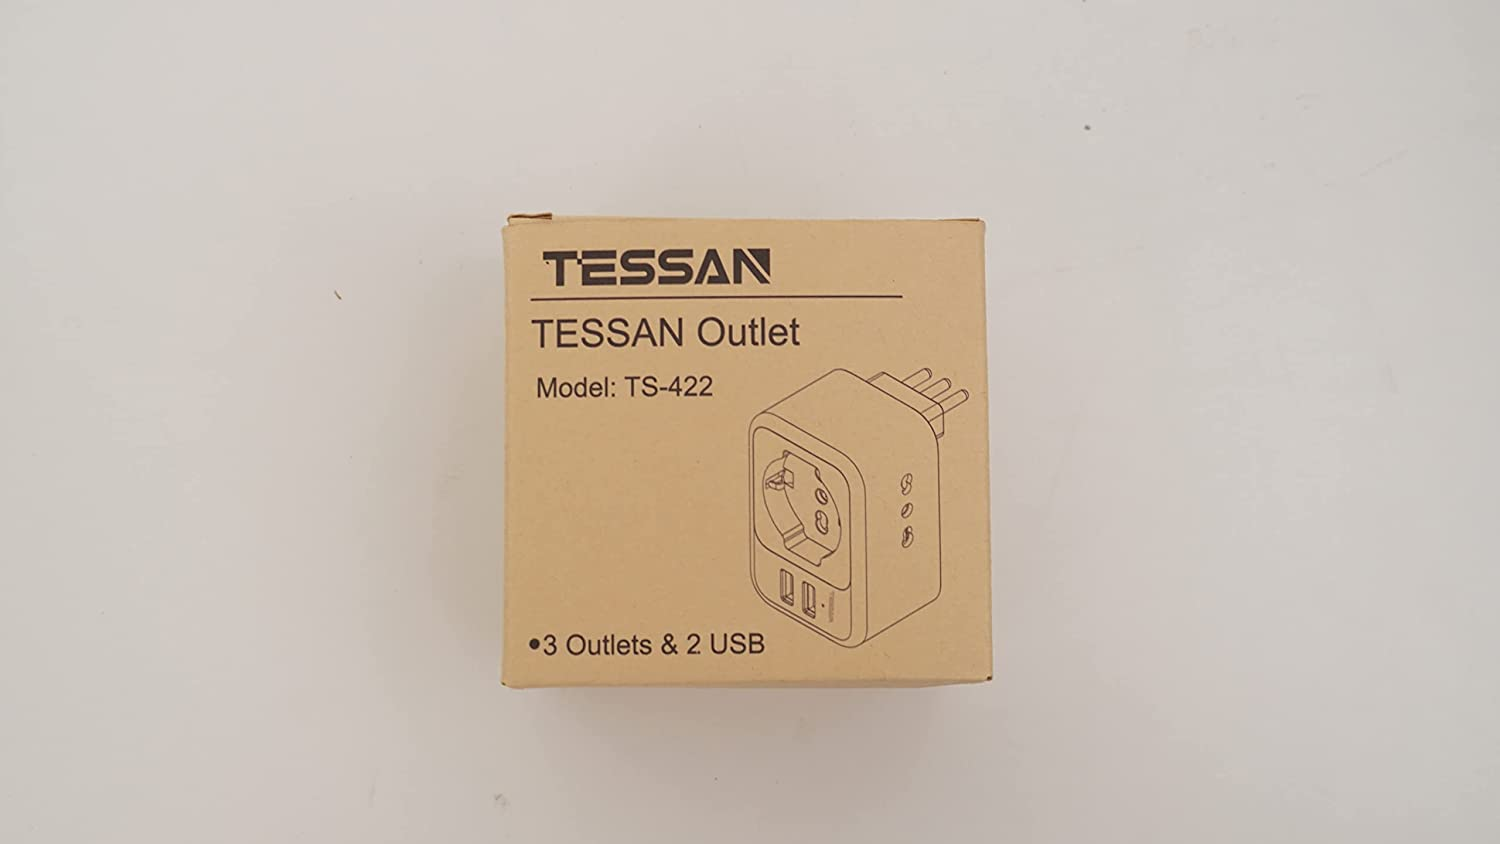 TESSAN
TESSAN Outlet
Model: TS-422
•3 Outlets & 2 USB